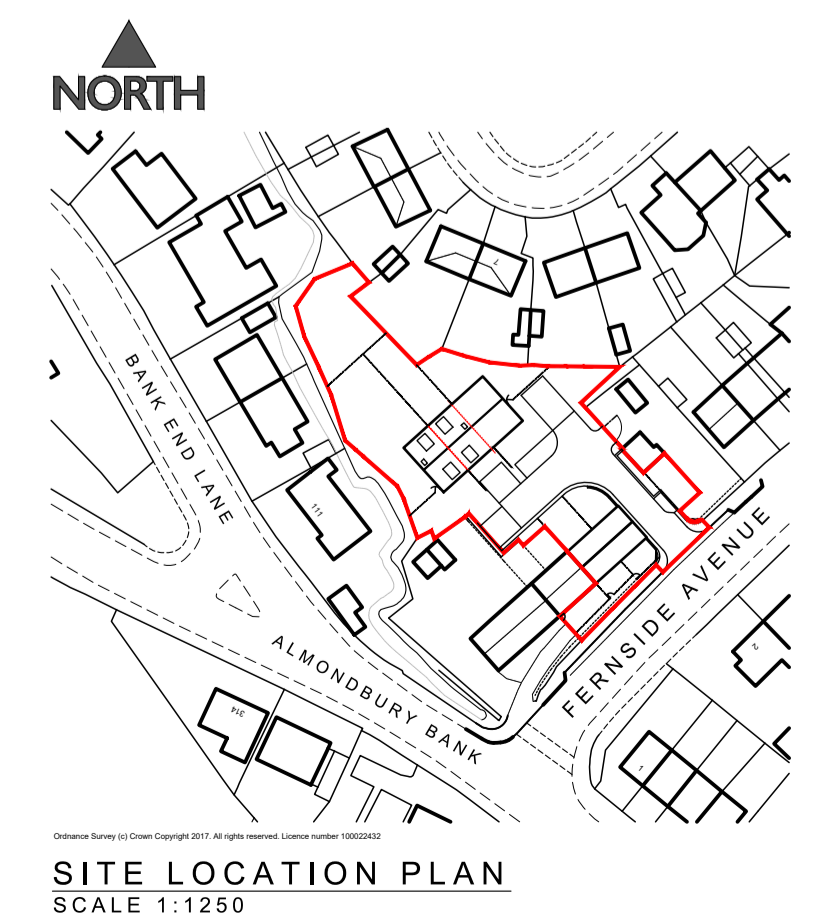 NORTH
7
BANK END LANE
111
FERNSIDE AVENUE
2
ALMONDBURY BANK
314
1
Ordnance Survey (c) Crown Copyright 2017. All rights reserved. Licence number 100022432
SITE LOCATION PLAN
SCALE 1:1250